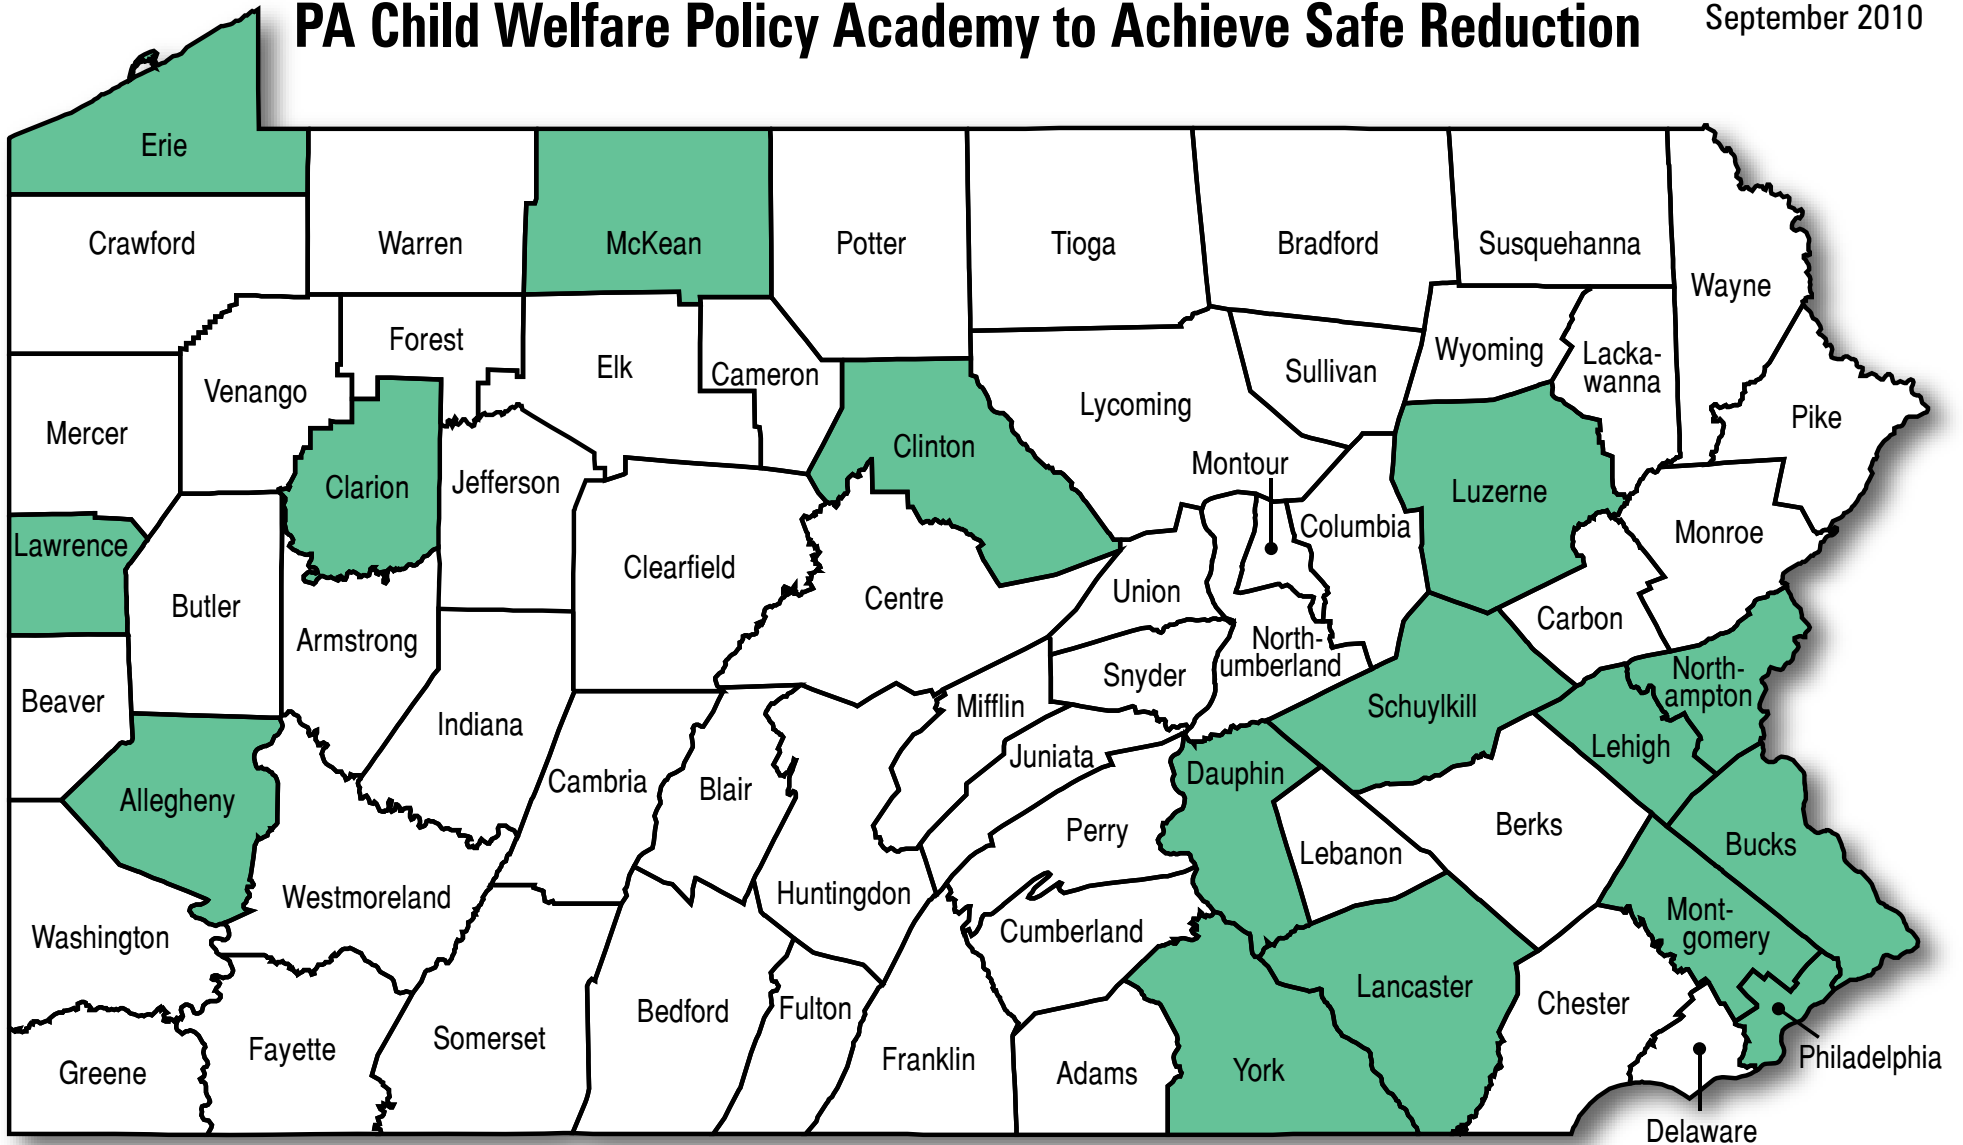 PA Child Welfare Policy Academy to Achieve Safe Reduction
September 2010
Erie
Crawford
Warren
McKean
Potter
Tioga
Bradford
Susquehanna
Wayne
Forest
Venango
Elk
Cameron
Sullivan
Wyoming
Lacka-
wanna
Mercer
Clarion
Jefferson
Clinton
Lycoming
Montour
Columbia
Luzerne
Pike
Monroe
Lawrence
Butler
Armstrong
Clearfield
Centre
Union
Snyder
North-
umberland
Carbon
Beaver
Indiana
Mifflin
Juniata
Schuylkill
North-
ampton
Lehigh
Allegheny
Cambria
Blair
Dauphin
Perry
Lebanon
Berks
Bucks
Westmoreland
Huntingdon
Cumberland
Mont-
gomery
Washington
Lancaster
Chester
Greene
Fayette
Somerset
Bedford
Fulton
Franklin
Adams
York
Philadelphia
Delaware